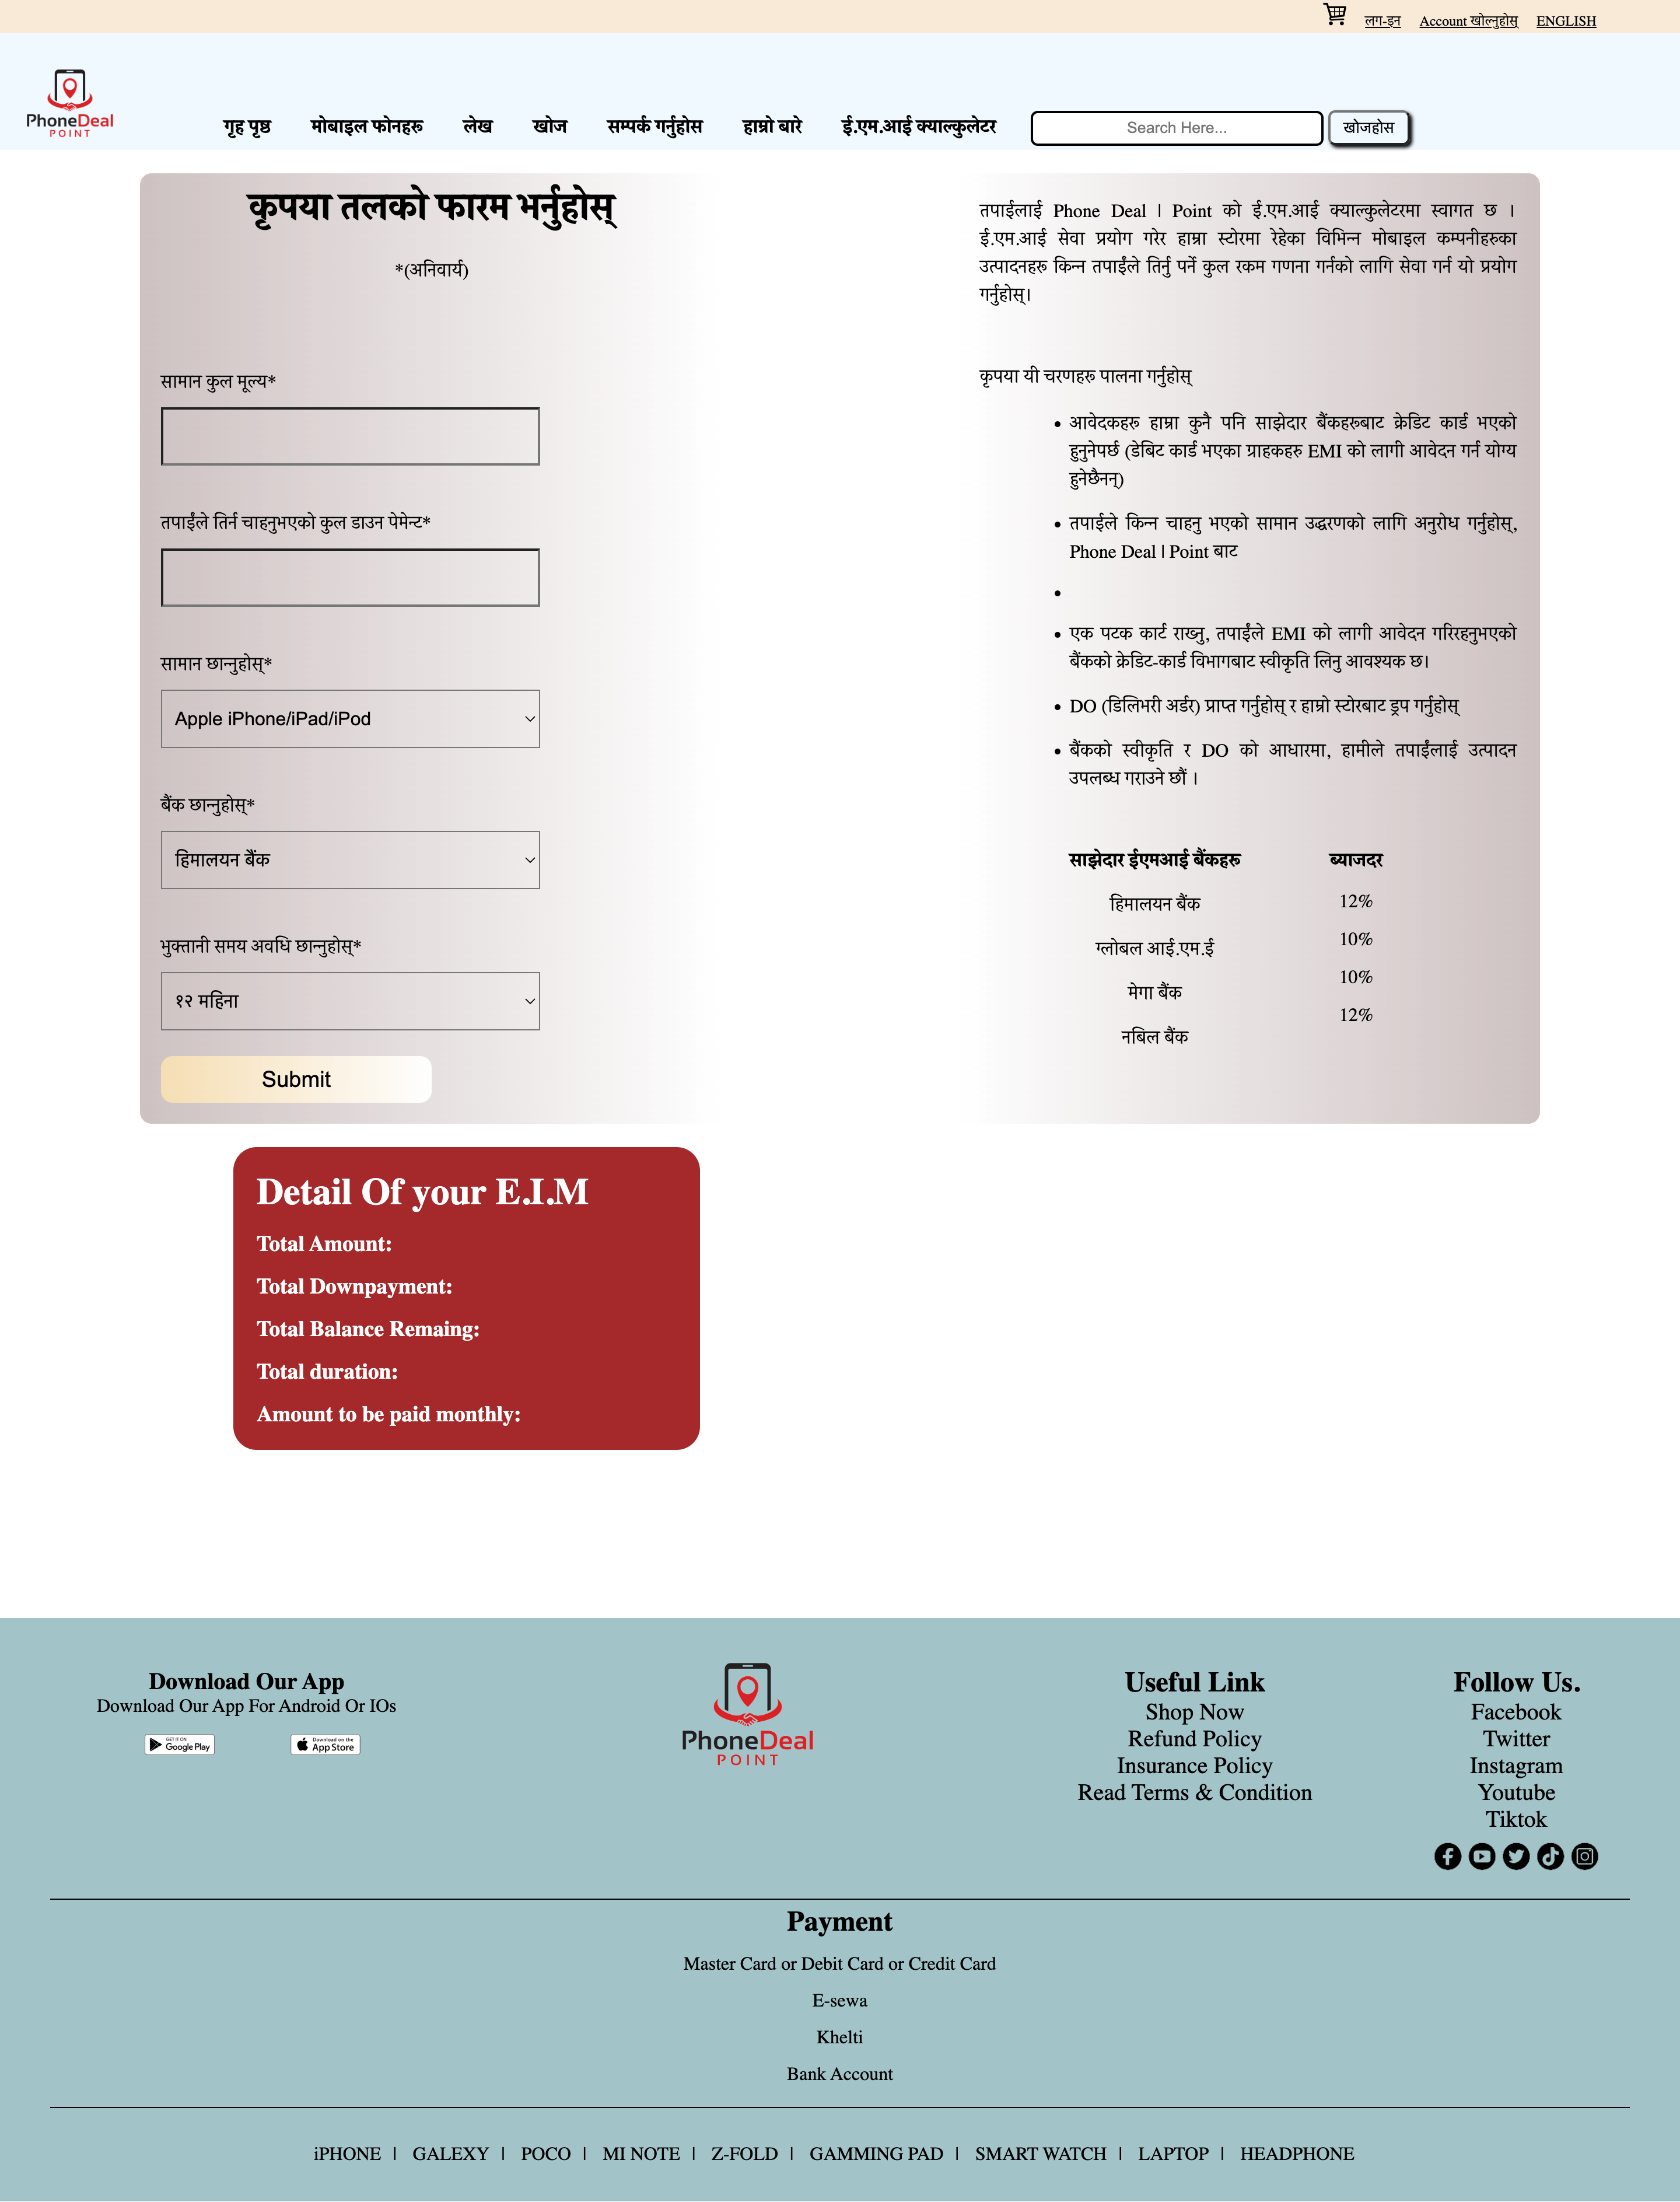 लग-इन Account खोल्नुहोस् ENGLISH
PhoneDeal
POINT
गृह पृष्ठ मोबाइल फोनहरू लेख खोज सम्पर्क गर्नुहोस हाम्रो बारे ई.एम.आई क्याल्कुलेटर Search Here... खोजहोस
कृपया तलको फारम भर्नुहोस्
*(अनिवार्य)
सामान कुल मूल्य*
तपाईंले तिर्न चाहनुभएको कुल डाउन पेमेन्ट*
सामान छान्नुहोस्*
Apple iPhone/iPad/iPod
बैंक छान्नुहोस्*
हिमालयन बैंक
भुक्तानी समय अवधि छान्नुहोस्*
१२ महिना
Submit
तपाईलाई Phone Deal | Point को ई.एम.आई क्याल्कुलेटरमा स्वागत छ ।
ई.एम.आई सेवा प्रयोग गरेर हाम्रा स्टोरमा रेहेका विभिन्न मोबाइल कम्पनीहरुका
उत्पादनहरू किन्न तपाईंले तिर्नु पर्ने कुल रकम गणना गर्नको लागि सेवा गर्न यो प्रयोग
गर्नुहोस्।
कृपया यी चरणहरू पालना गर्नुहोस्
• आवेदकहरू हाम्रा कुनै पनि साझेदार बैंकहरूबाट क्रेडिट कार्ड भएको
हुनुनेपर्छ (डेबिट कार्ड भएका ग्राहकहरु EMI को लागी आवेदन गर्न योग्य
हुनेछैनन्)
• तपाईले किन्न चाहनु भएको सामान उद्धरणको लागि अनुरोध गर्नुहोस्,
Phone Deal | Point बाट
•
• एक पटक कार्ट राख्नु, तपाईंले EMI को लागी आवेदन गरिरहनुभएको
बैंकको क्रेडिट-कार्ड विभागबाट स्वीकृति लिनु आवश्यक छ।
• DO (डिलिभरी अर्डर) प्राप्त गर्नुहोस् र हाम्रो स्टोरबाट ड्रप गर्नुहोस्
• बैंकको स्वीकृति र DO को आधारमा, हामीले तपाईंलाई उत्पादन
उपलब्ध गराउने छौं ।
साझेदार ईएमआई बैंकहरू ब्याजदर
हिमालयन बैंक 12%
ग्लोबल आई.एम.ई 10%
मेगा बैंक 10%
नबिल बैंक 12%
Detail Of your E.I.M
Total Amount:
Total Downpayment:
Total Balance Remaing:
Total duration:
Amount to be paid monthly:
Download Our App
Download Our App For Android Or IOs
GET IT ON
Google Play
Download on the
App Store
PhoneDeal
POINT
Useful Link
Shop Now
Refund Policy
Insurance Policy
Read Terms & Condition
Follow Us.
Facebook
Twitter
Instagram
Youtube
Tiktok
Payment
Master Card or Debit Card or Credit Card
E-sewa
Khelti
Bank Account
iPHONE | GALEXY | POCO | MI NOTE | Z-FOLD | GAMMING PAD | SMART WATCH | LAPTOP | HEADPHONE